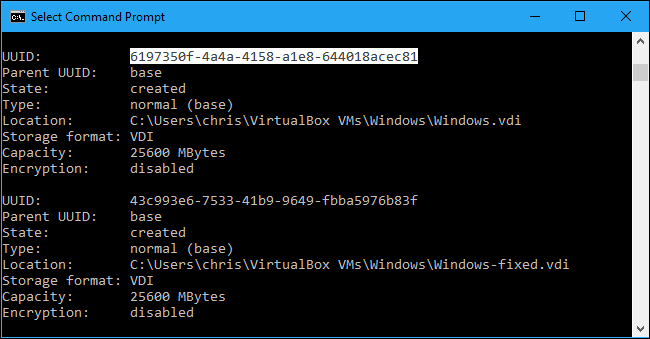 Select Command Prompt
UUID: 6197350f-4a4a-4158-a1e8-644018acec81
Parent UUID: base
State: created
Type: normal (base)
Location: C:\Users\chris\VirtualBox VMs\Windows\Windows.vdi
Storage format: VDI
Capacity: 25600 MBytes
Encryption: disabled
UUID: 43c993e6-7533-41b9-9649-fbba5976b83f
Parent UUID: base
State: created
Type: normal (base)
Location: C:\Users\chris\VirtualBox VMs\Windows\Windows-fixed.vdi
Storage format: VDI
Capacity: 25600 MBytes
Encryption: disabled